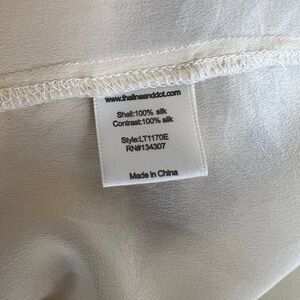 www.thelineanddot.com
Shell:100% silk
Contrast:100% silk
Style:LT1170E
RN#134307
Made in China